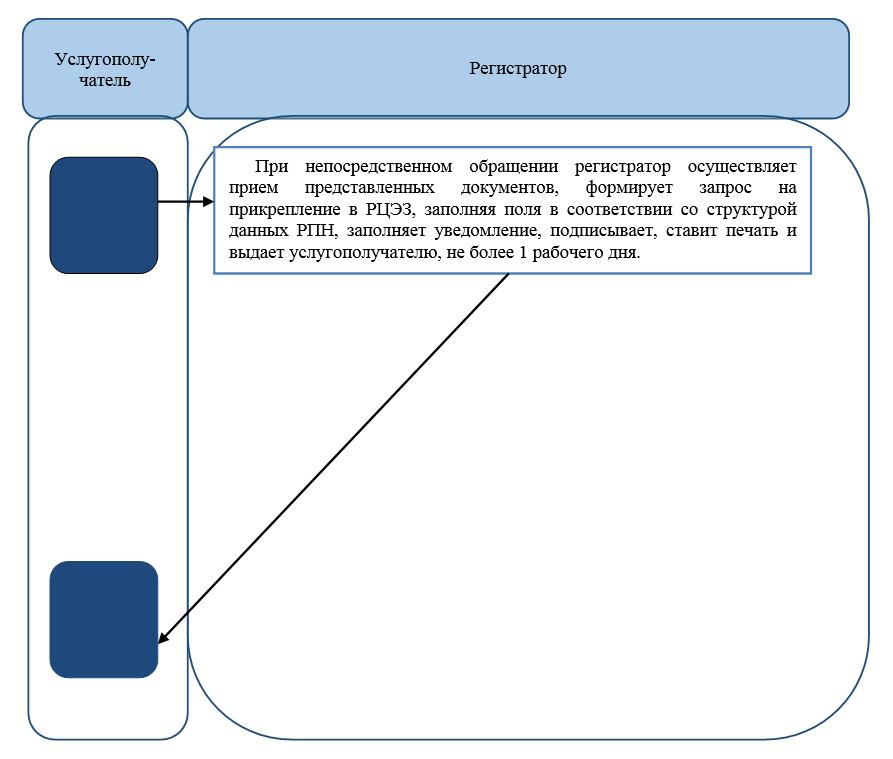 Услугополу-
чатель
Регистратор
При непосредственном обращении регистратор осуществляет
прием представленных документов, формирует запрос на
прикрепление в РЦЭЗ, заполняя поля в соответствии со структурой
данных РПН, заполняет уведомление, подписывает, ставит печать и
выдает услугополучателю, не более 1 рабочего дня.